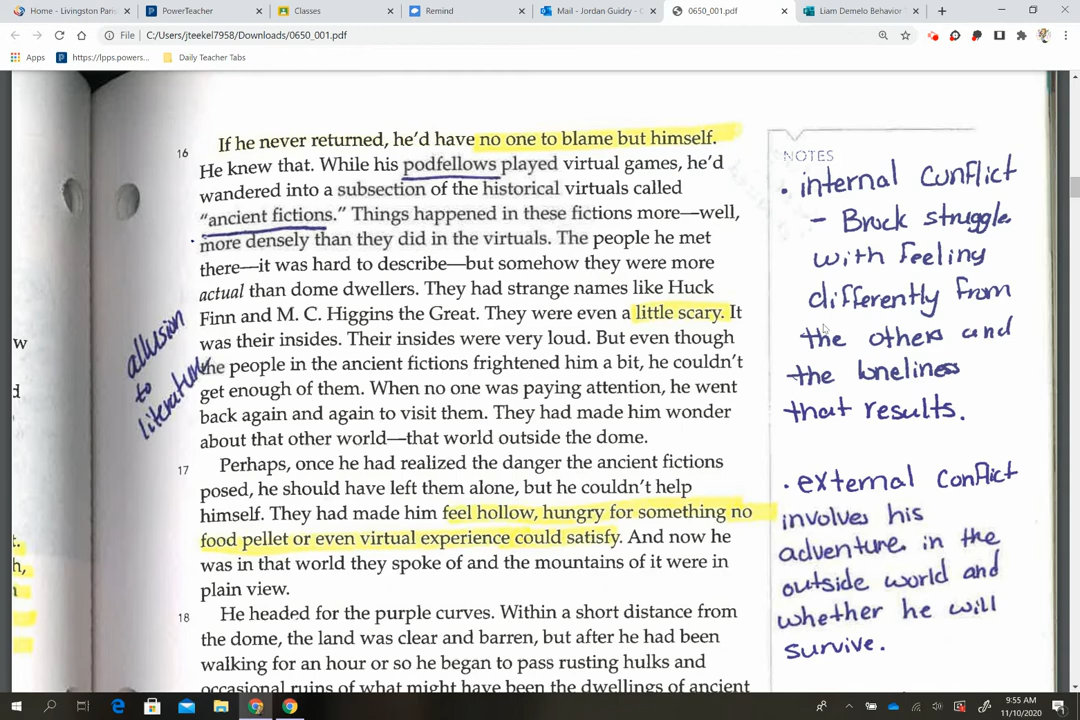 Home - Livingston Parish
PowerTeacher
Classes
Remind
Mail - Jordan Guidry - Outlook
0650_001.pdf
Liam Demelo Behavior
File | C:/Users/jteekel7958/Downloads/0650_001.pdf
Apps
https://lpps.powers...
Daily Teacher Tabs
16 If he never returned, he'd have no one to blame but himself.
He knew that. While his podfellows played virtual games, he'd
wandered into a subsection of the historical virtuals called
“ancient fictions.” Things happened in these fictions more—well,
more densely than they did in the virtuals. The people he met
there—it was hard to describe—but somehow they were more
actual than dome dwellers. They had strange names like Huck
Finn and M. C. Higgins the Great. They were even a little scary. It
was their insides. Their insides were very loud. But even though
the people in the ancient fictions frightened him a bit, he couldn't
get enough of them. When no one was paying attention, he went
back again and again to visit them. They had made him wonder
about that other world—that world outside the dome.
17 Perhaps, once he had realized the danger the ancient fictions
posed, he should have left them alone, but he couldn't help
himself. They had made him feel hollow, hungry for something no
food pellet or even virtual experience could satisfy. And now he
was in that world they spoke of and the mountains of it were in
plain view.
18 He headed for the purple curves. Within a short distance from
the dome, the land was clear and barren, but after he had been
walking for an hour or so he began to pass rusting hulks and
occasional ruins of what might have been the dwellings of ancient
allusion
to
literature
NOTES
· internal conflict
- Brock struggle
with feeling
differently from
the others and
the loneliness
that results.
· external conflict
involves his
adventure in the
outside world and
whether he will
survive.
w
d
t.
h,
9:55 AM
11/10/2020